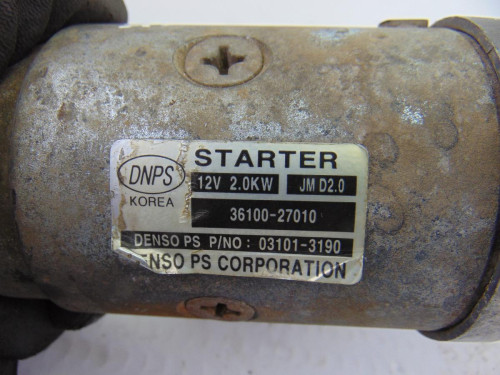 DNPS
KOREA
STARTER
12V 2.0KW JM D2.0
36100-27010
DENSO PS P/NO : 03101-3190
ENSO PS CORPORATION